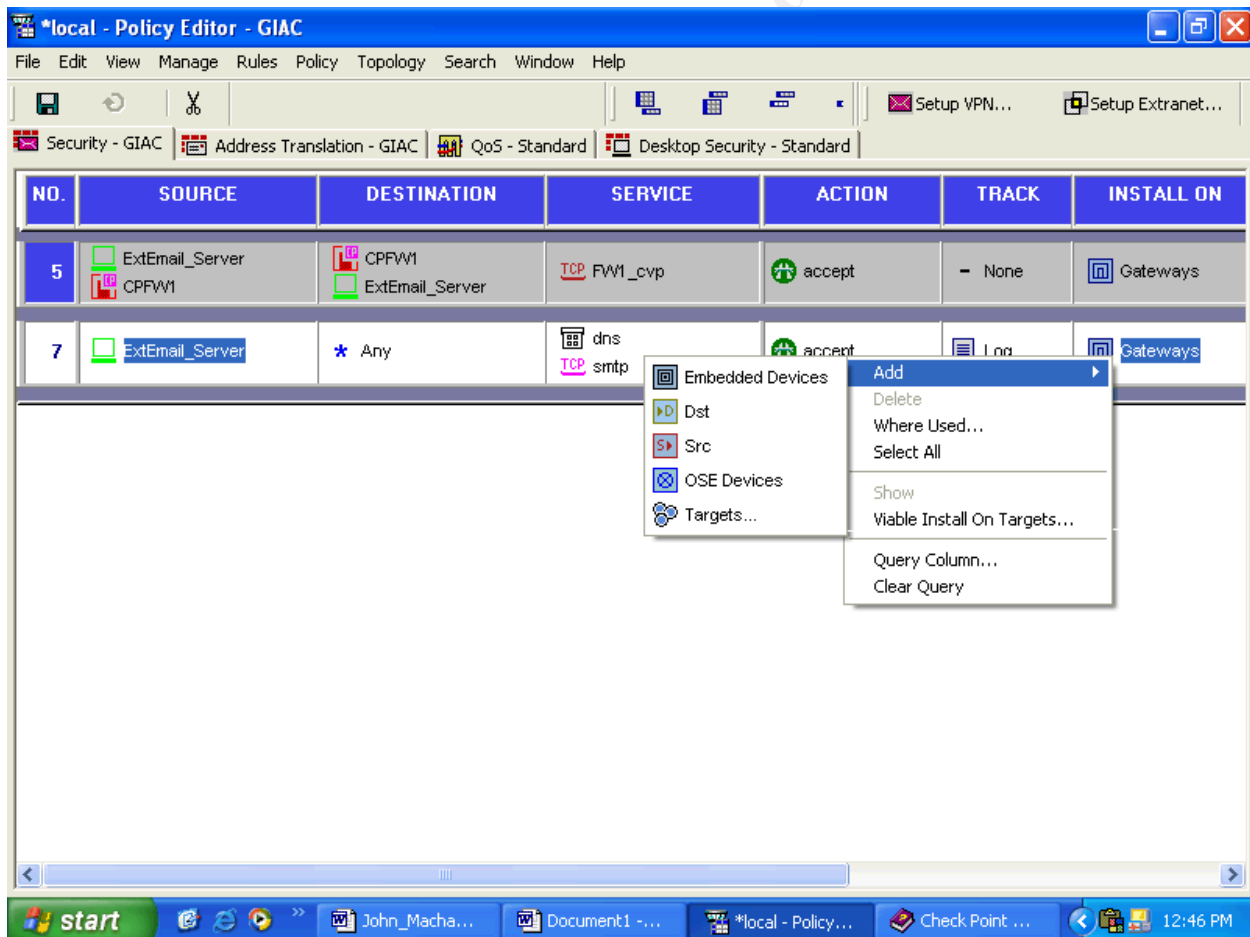 *local - Policy Editor - GIAC
File Edit View Manage Rules Policy Topology Search Window Help
Setup VPN... Setup Extranet...
Security - GIAC Address Translation - GIAC QoS - Standard Desktop Security - Standard
NO. SOURCE DESTINATION SERVICE ACTION TRACK INSTALL ON
5 ExtEmail_Server CPFW1 TCP FW1_cvp accept - None Gateways
CPFW1 ExtEmail_Server
7 ExtEmail_Server * Any dns accept Log Gateways
TCP smtp
Embedded Devices
Dst
Src
OSE Devices
Targets...
Add
Delete
Where Used...
Select All
Show
Viable Install On Targets...
Query Column...
Clear Query
start John_Macha... Document1 -... *local - Policy... Check Point ... 12:46 PM